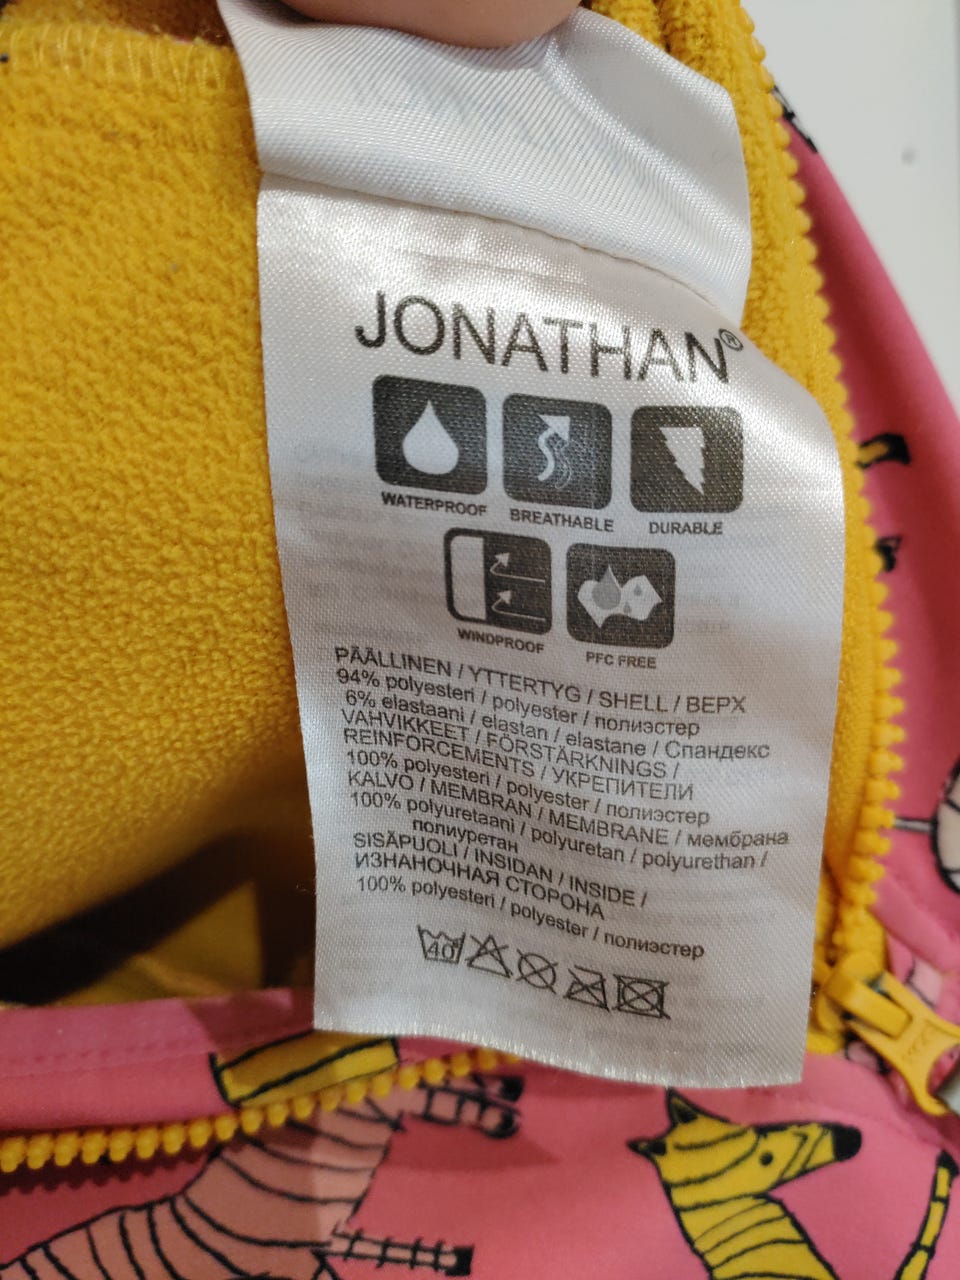 JONATHAN®
WATERPROOF BREATHABLE DURABLE
WINDPROOF PFC FREE
PÄÄLLINEN / YTTERTYG / SHELL / ВЕРХ
94% polyesteri / polyester / полиэстер
6% elastaani / elastan / elastane / Спандекс
VAHVIKKEET / FÖRSTÄRKNINGS /
REINFORCEMENTS / УКРЕПИТЕЛИ
100% polyesteri / polyester / полиэстер
KALVO / MEMBRAN / MEMBRANE / мембрана
100% polyuretaani / polyuretan / polyurethan /
полиуретан
SISÄPUOLI / INSIDAN / INSIDE /
ИЗНАНОЧНАЯ СТОРОНА
100% polyesteri / polyester / полиэстер
40